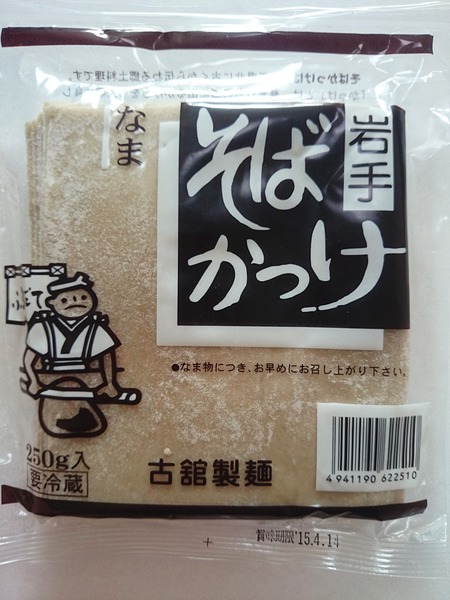 なま
岩手
そば
かっけ
ふるだて
●なま物につき、お早めにお召し上がり下さい。
250g入
要冷蔵
古舘製麺
4 941190 622510
賞味期限'15.4.14